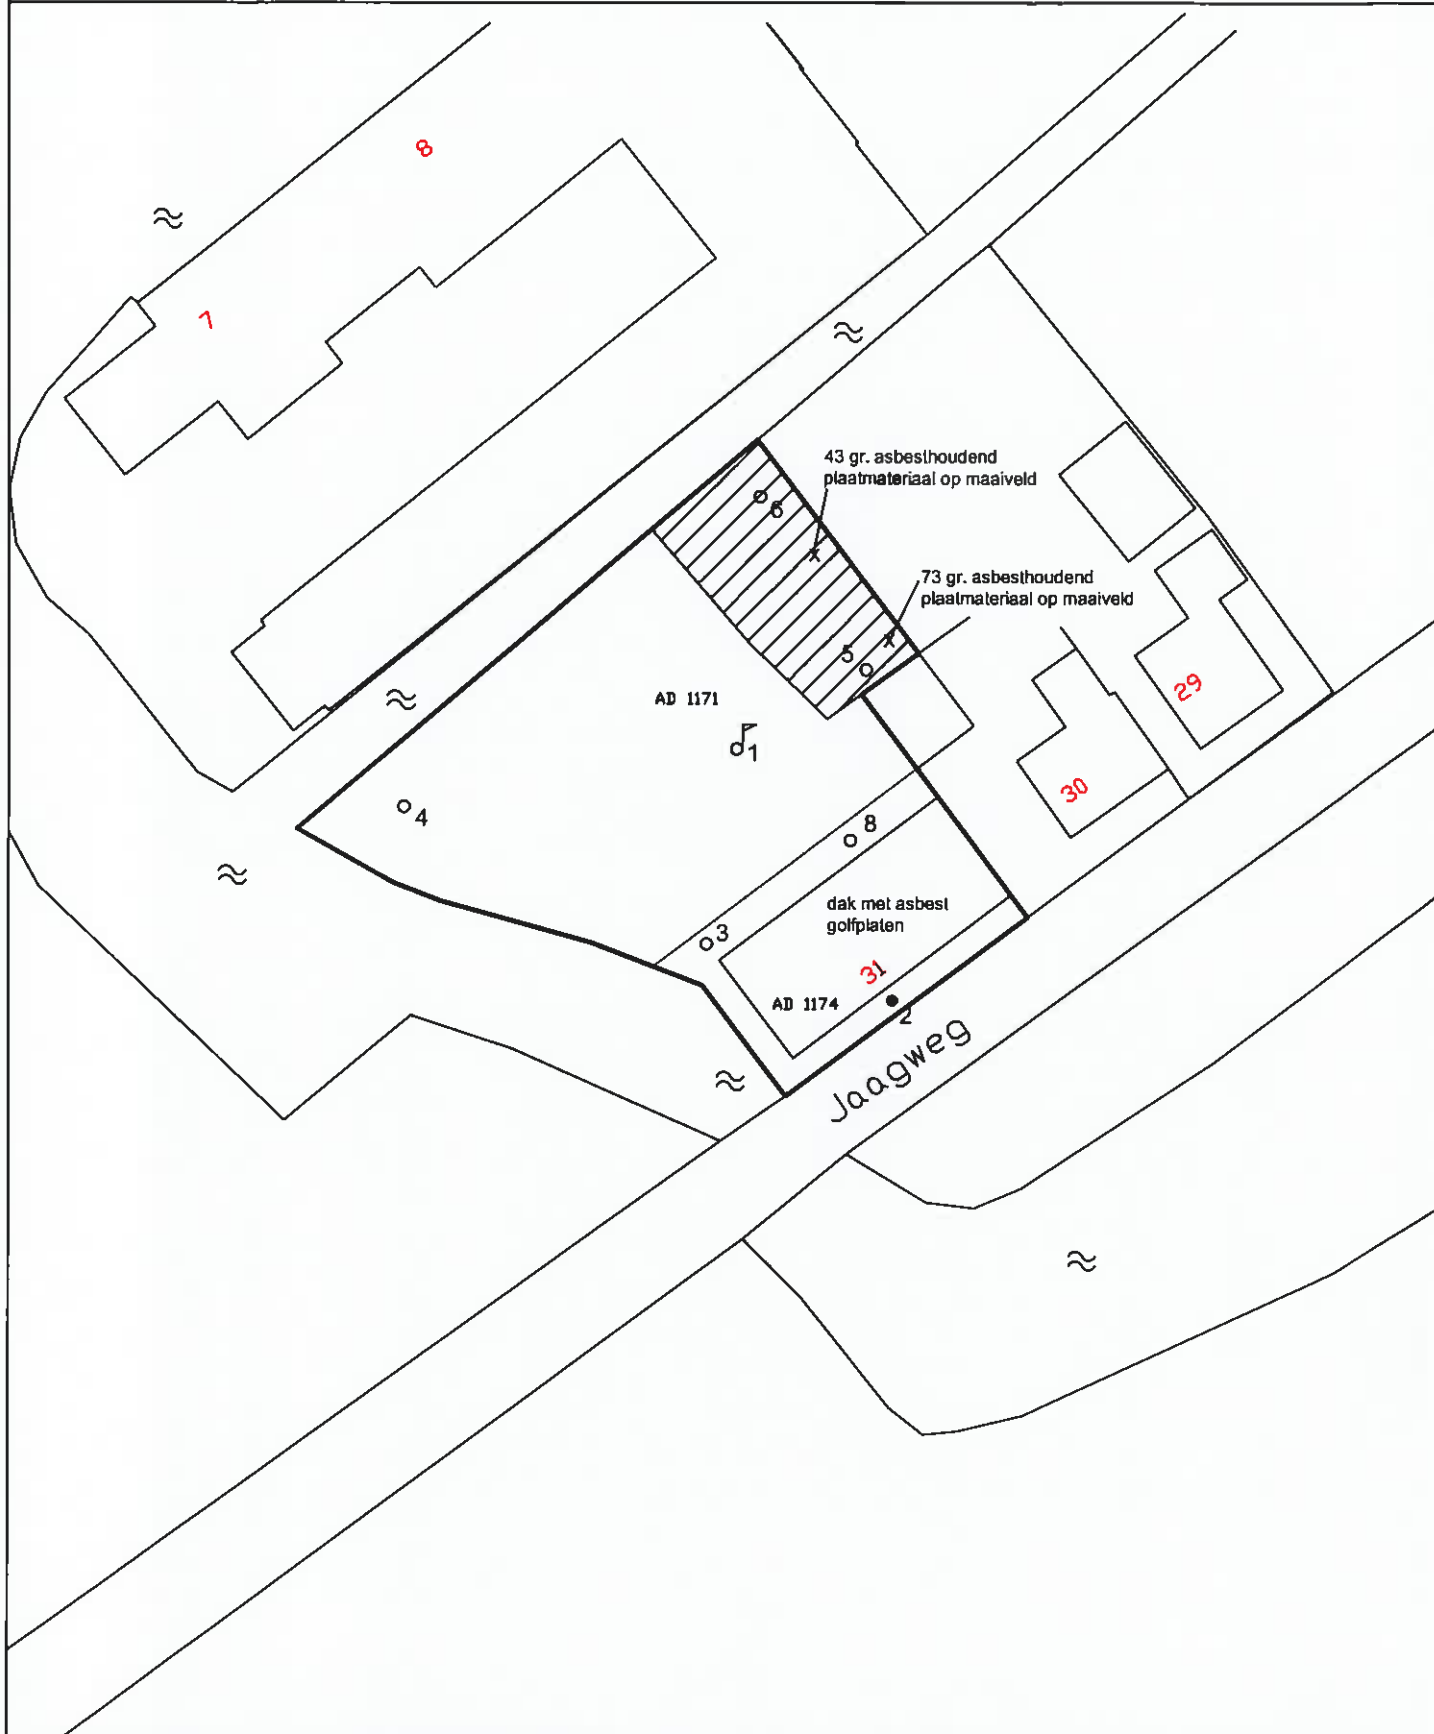 8
7
43 gr. asbesthoudend
plaatmateriaal op maaiveld
6
73 gr. asbesthoudend
plaatmateriaal op maaiveld
5
29
AD 1171
1
30
4
8
dak met asbest
golfplaten
3
31
AD 1174
2
Jaagweg